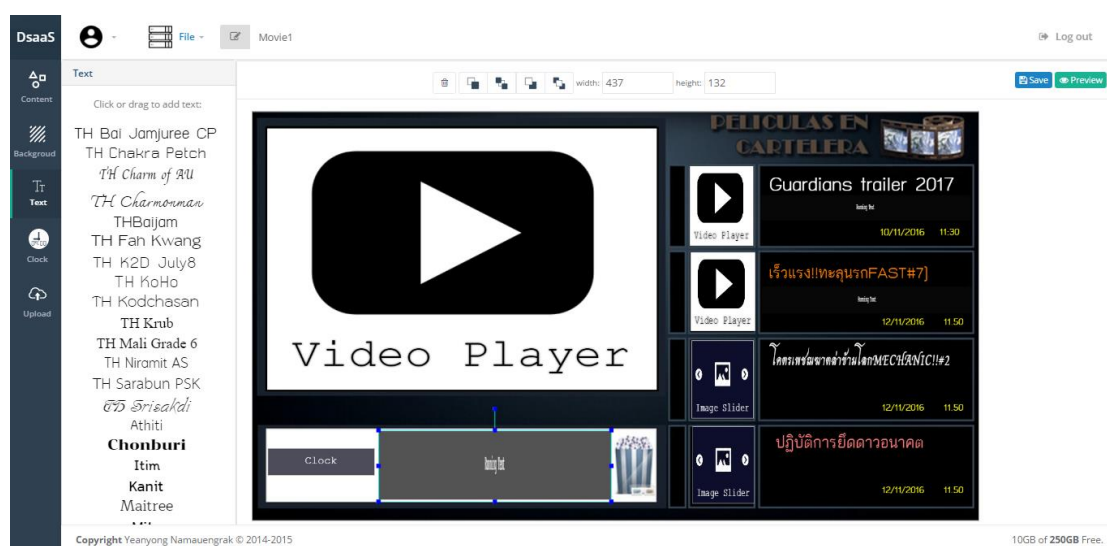 DsaaS
File
Movie1
Log out
Content
Backgroud
Text
Clock
Upload
Text
Click or drag to add text:
TH Bai Jamjuree CP
TH Chakra Petch
TH Charm of AU
TH Charmonman
THBaijam
TH Fah Kwang
TH K2D July8
TH KoHo
TH Kodchasan
TH Krub
TH Mali Grade 6
TH Niramit AS
TH Sarabun PSK
TH Srisakdi
Athiti
Chonburi
Itim
Kanit
Maitree
width: 437
height: 132
Save
Preview
Video Player
Clock
Running Text
PELICULAS EN
CARTELERA
Video Player
Guardians trailer 2017
Running Text
10/11/2016 11:30
Video Player
เร็วแรง!!ทะลุนรกFAST#7]
Running Text
12/11/2016 11.50
Image Slider
โคตรเพชฌฆาตล่าข้ามโลกMECHANIC!!#2
12/11/2016 11.50
Image Slider
ปฏิบัติการยึดดาวอนาคต
12/11/2016 11.50
Copyright Yeanyong Namauengrak © 2014-2015
10GB of 250GB Free.